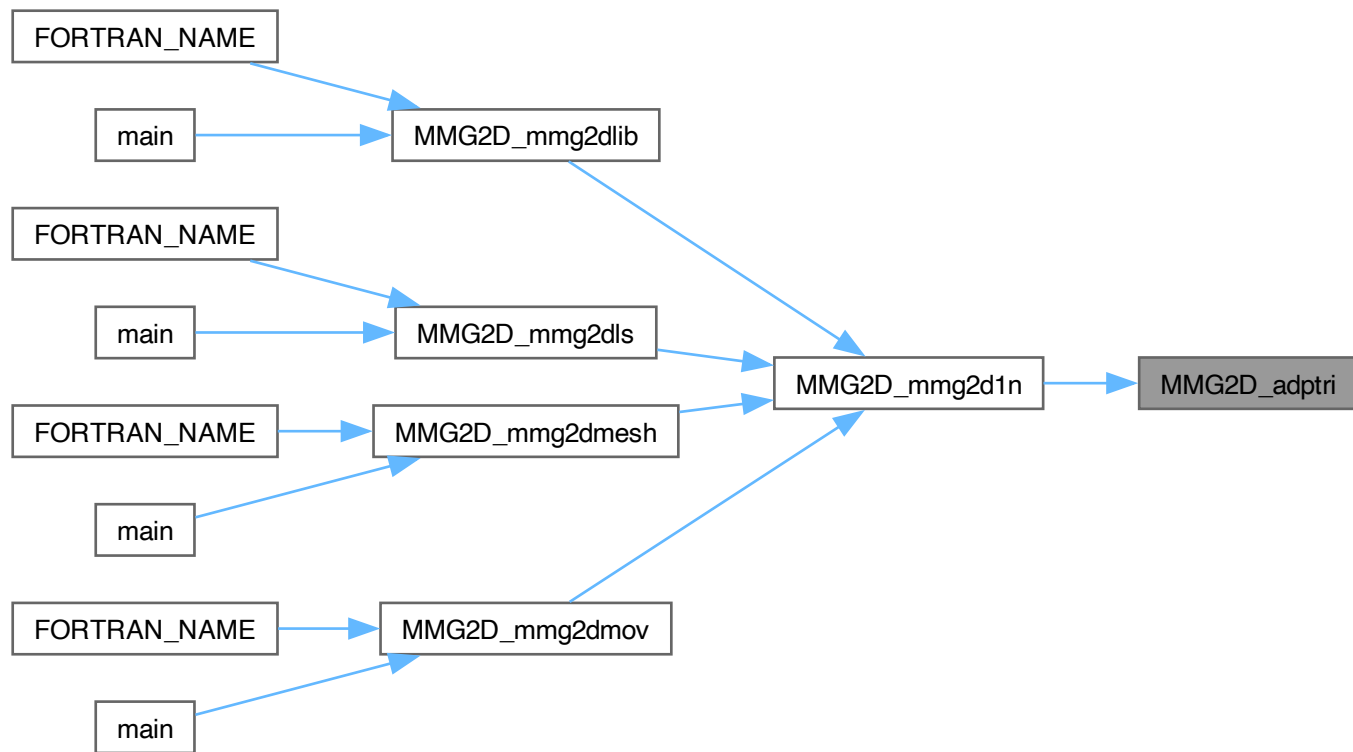 FORTRAN_NAME
main
MMG2D_mmg2dlib
FORTRAN_NAME
main
MMG2D_mmg2dls
MMG2D_mmg2d1n
MMG2D_adptri
FORTRAN_NAME
MMG2D_mmg2dmesh
main
FORTRAN_NAME
MMG2D_mmg2dmov
main